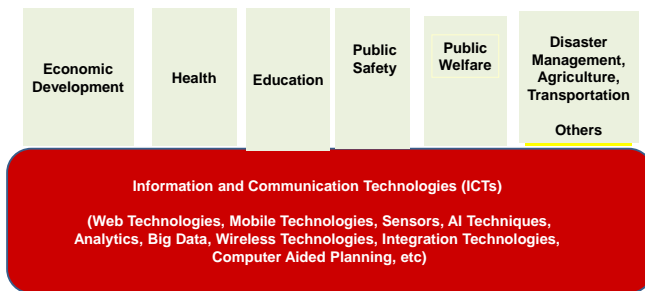 Economic
Development
Health
Education
Public
Safety
Public
Welfare
Disaster
Management,
Agriculture,
Transportation
Others
Information and Communication Technologies (ICTs)
(Web Technologies, Mobile Technologies, Sensors, AI Techniques,
Analytics, Big Data, Wireless Technologies, Integration Technologies,
Computer Aided Planning, etc)